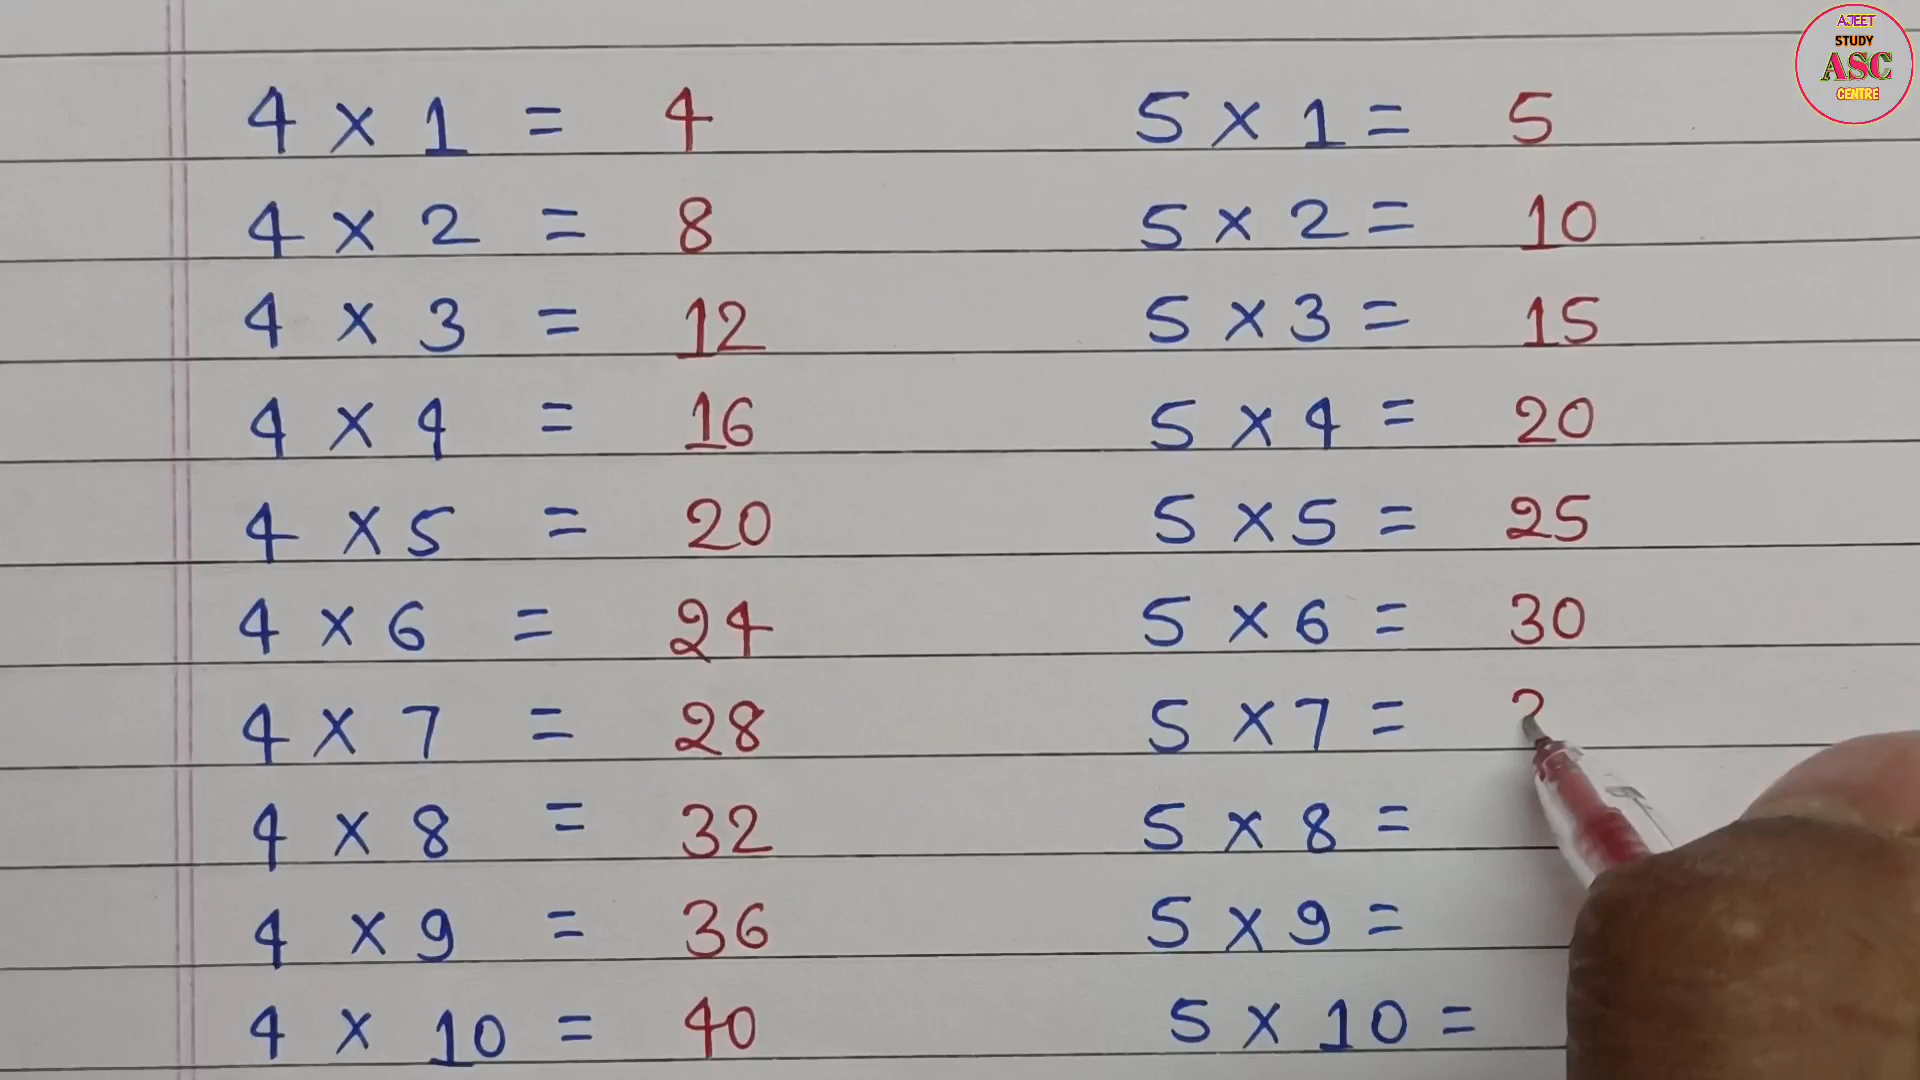 AJEET
STUDY
ASC
CENTRE
4 × 1 = 4 5 × 1 = 5
4 × 2 = 8 5 × 2 = 10
4 × 3 = 12 5 × 3 = 15
4 × 4 = 16 5 × 4 = 20
4 × 5 = 20 5 × 5 = 25
4 × 6 = 24 5 × 6 = 30
4 × 7 = 28 5 × 7 =
4 × 8 = 32 5 × 8 =
4 × 9 = 36 5 × 9 =
4 × 10 = 40 5 × 10 =